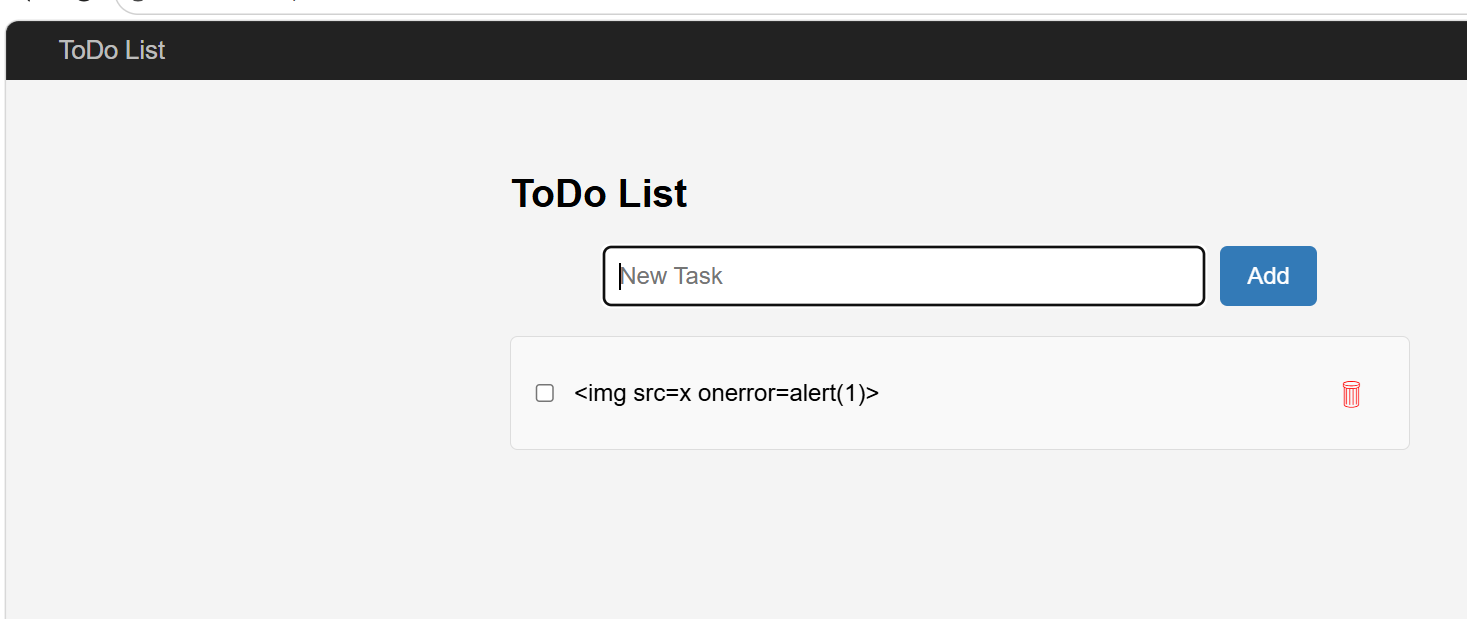 ToDo List
ToDo List
New Task
Add
<img src=x onerror=alert(1)>